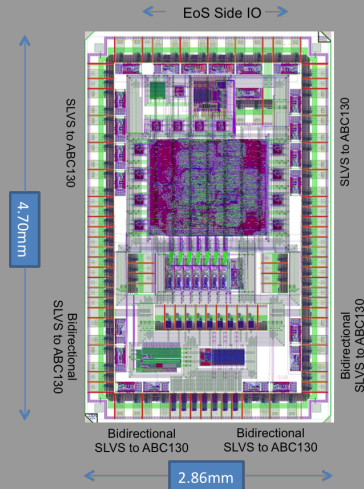 EoS Side IO
SLVS to ABC130
SLVS to ABC130
4.70mm
Bidirectional
SLVS to ABC130
Bidirectional
SLVS to ABC130
Bidirectional
SLVS to ABC130
Bidirectional
SLVS to ABC130
2.86mm